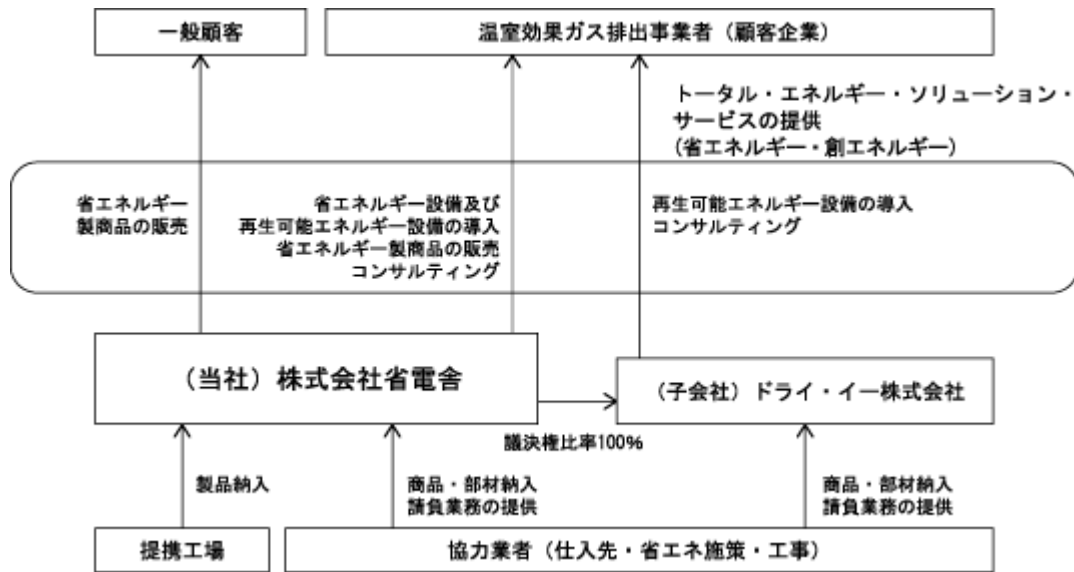 一般顧客
温室効果ガス排出事業者（顧客企業）
トータル・エネルギー・ソリューション・
サービスの提供
(省エネルギー・創エネルギー)
省エネルギー
製商品の販売
省エネルギー設備及び
再生可能エネルギー設備の導入
省エネルギー製商品の販売
コンサルティング
再生可能エネルギー設備の導入
コンサルティング
（当社）株式会社省電舎
（子会社）ドライ・イー株式会社
議決権比率100%
製品納入
商品・部材納入
請負業務の提供
商品・部材納入
請負業務の提供
提携工場
協力業者（仕入先・省エネ施策・工事）